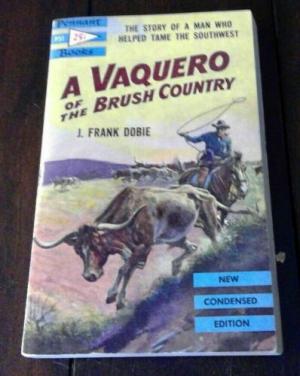 Pennant
P51 25¢
Books
THE STORY OF A MAN WHO
HELPED TAME THE SOUTHWEST
A VAQUERO
OF THE BRUSH COUNTRY
J. FRANK DOBIE
NEW
CONDENSED
EDITION